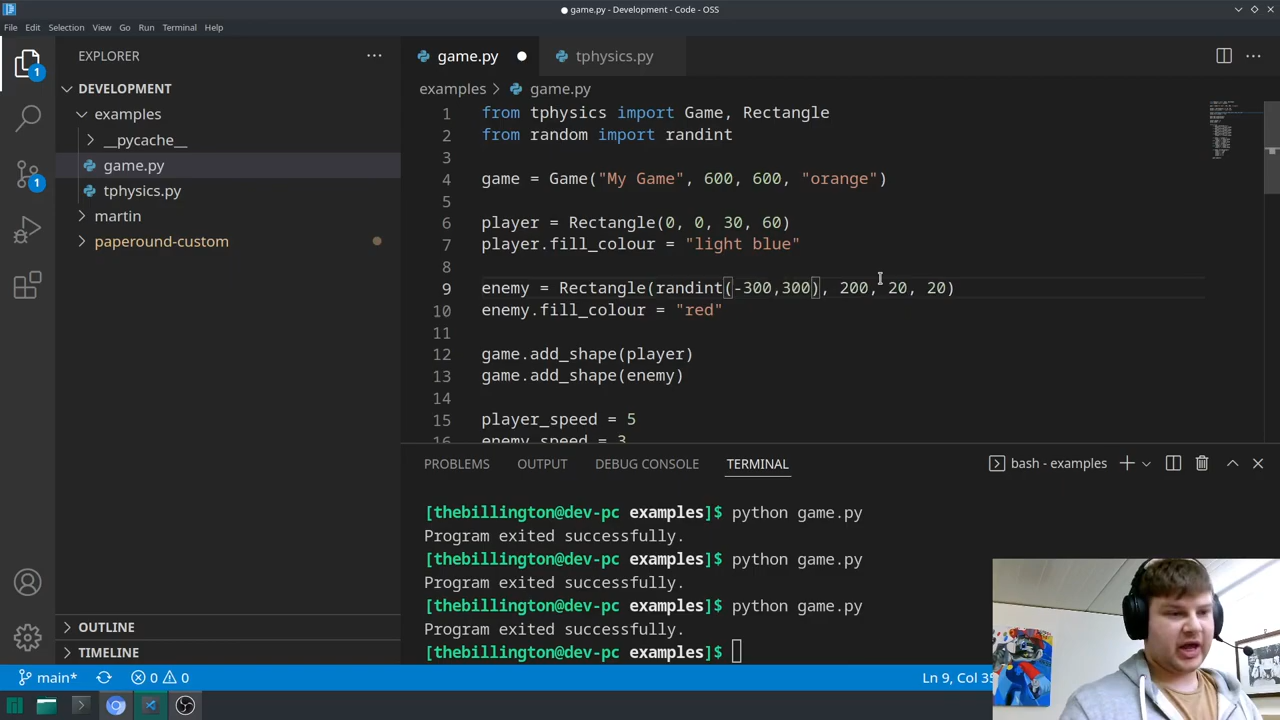 game.py - Development - Code - OSS
File Edit Selection View Go Run Terminal Help
EXPLORER
game.py
tphysics.py
DEVELOPMENT
examples
__pycache__
game.py
tphysics.py
martin
paperound-custom
OUTLINE
TIMELINE
1
1
examples > game.py
1 from tphysics import Game, Rectangle
2 from random import randint
3
4 game = Game("My Game", 600, 600, "orange")
5
6 player = Rectangle(0, 0, 30, 60)
7 player.fill_colour = "light blue"
8
9 enemy = Rectangle(randint(-300,300), 200, 20, 20)
10 enemy.fill_colour = "red"
11
12 game.add_shape(player)
13 game.add_shape(enemy)
14
15 player_speed = 5
16 enemy_speed = 3
PROBLEMS OUTPUT DEBUG CONSOLE TERMINAL
bash - examples
[thebillington@dev-pc examples]$ python game.py
Program exited successfully.
[thebillington@dev-pc examples]$ python game.py
Program exited successfully.
[thebillington@dev-pc examples]$ python game.py
Program exited successfully.
[thebillington@dev-pc examples]$
main* 0 0
Ln 9, Col 35